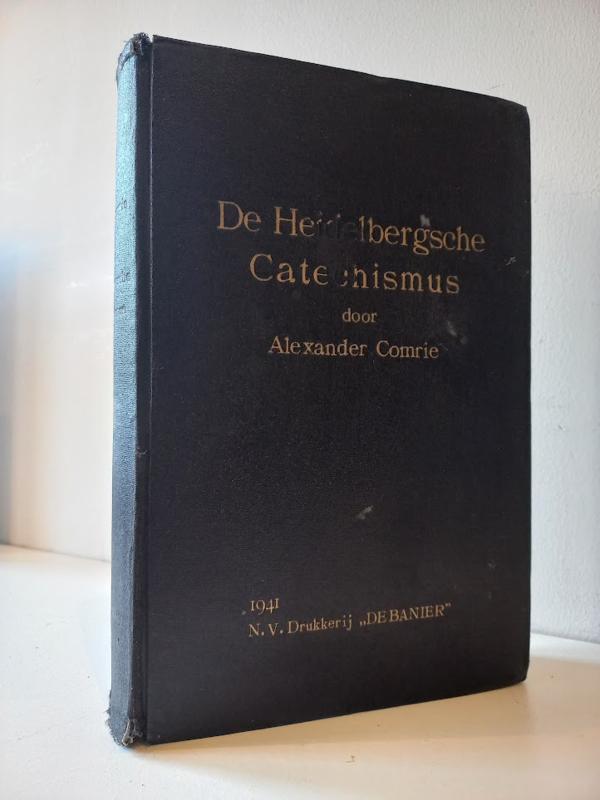 De Heidelbergsche
Catechismus
door
Alexander Comrie
1941
N.V. Drukkerij „DE BANIER”